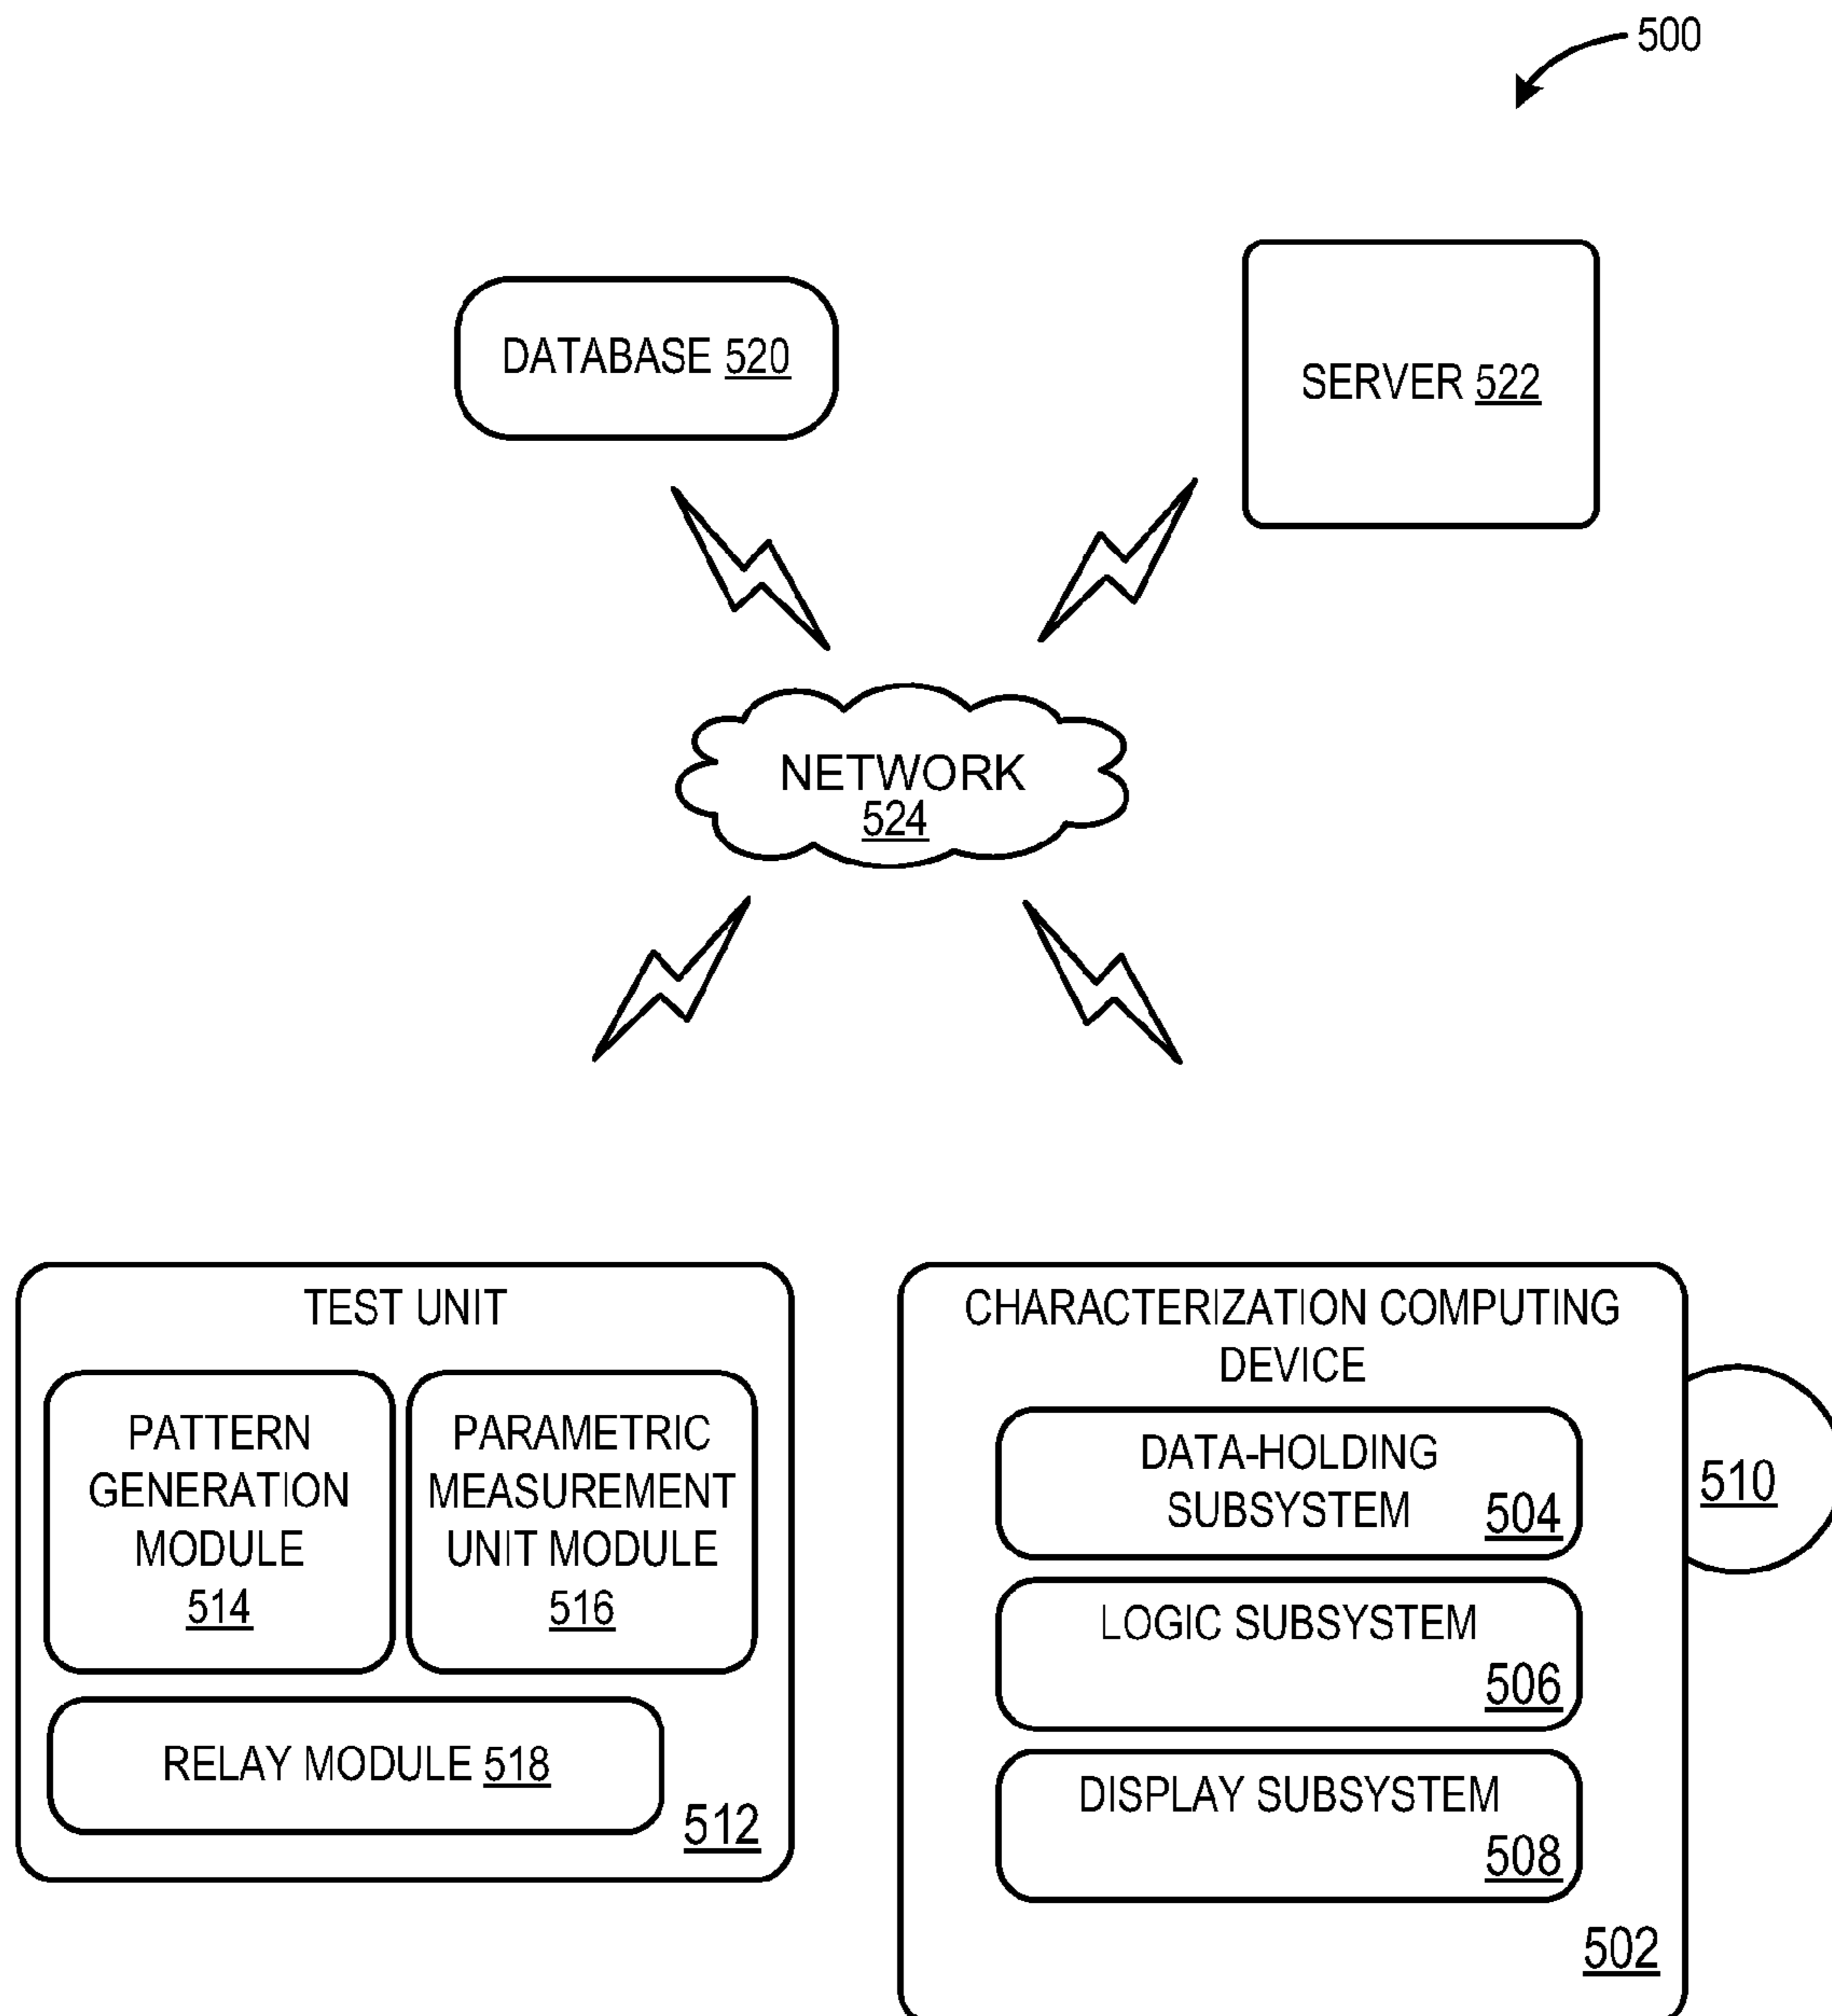 500
DATABASE 520
SERVER 522
NETWORK
524
TEST UNIT
PATTERN
GENERATION
MODULE
514
PARAMETRIC
MEASUREMENT
UNIT MODULE
516
RELAY MODULE 518
512
CHARACTERIZATION COMPUTING
DEVICE
DATA-HOLDING
SUBSYSTEM
504
LOGIC SUBSYSTEM
506
DISPLAY SUBSYSTEM
508
502
510